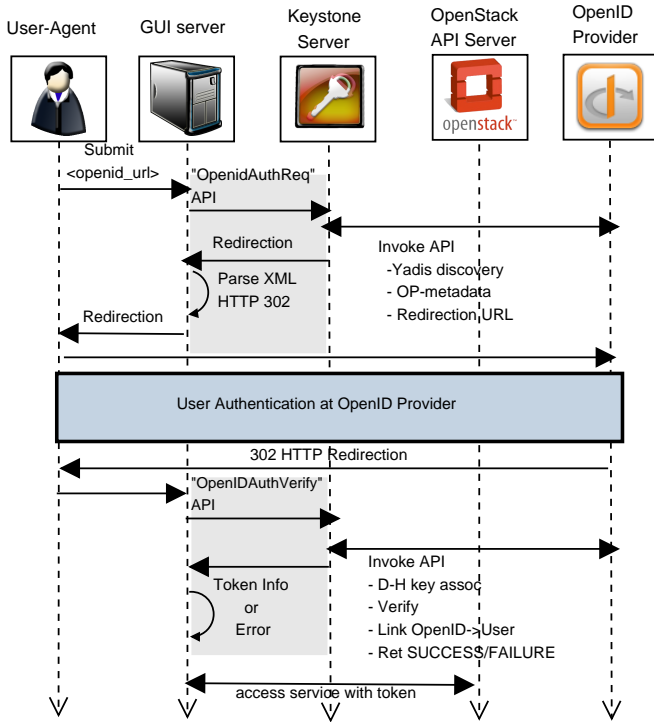 User-Agent
GUI server
Keystone
Server
OpenStack
API Server
OpenID
Provider
openstack™
Submit
<openid_url>
"OpenidAuthReq"
API
Redirection
Invoke API
-Yadis discovery
- OP-metadata
- Redirection URL
Parse XML
HTTP 302
Redirection
User Authentication at OpenID Provider
302 HTTP Redirection
"OpenIDAuthVerify"
API
Invoke API
- D-H key assoc
- Verify
- Link OpenID->User
- Ret SUCCESS/FAILURE
Token Info
or
Error
access service with token